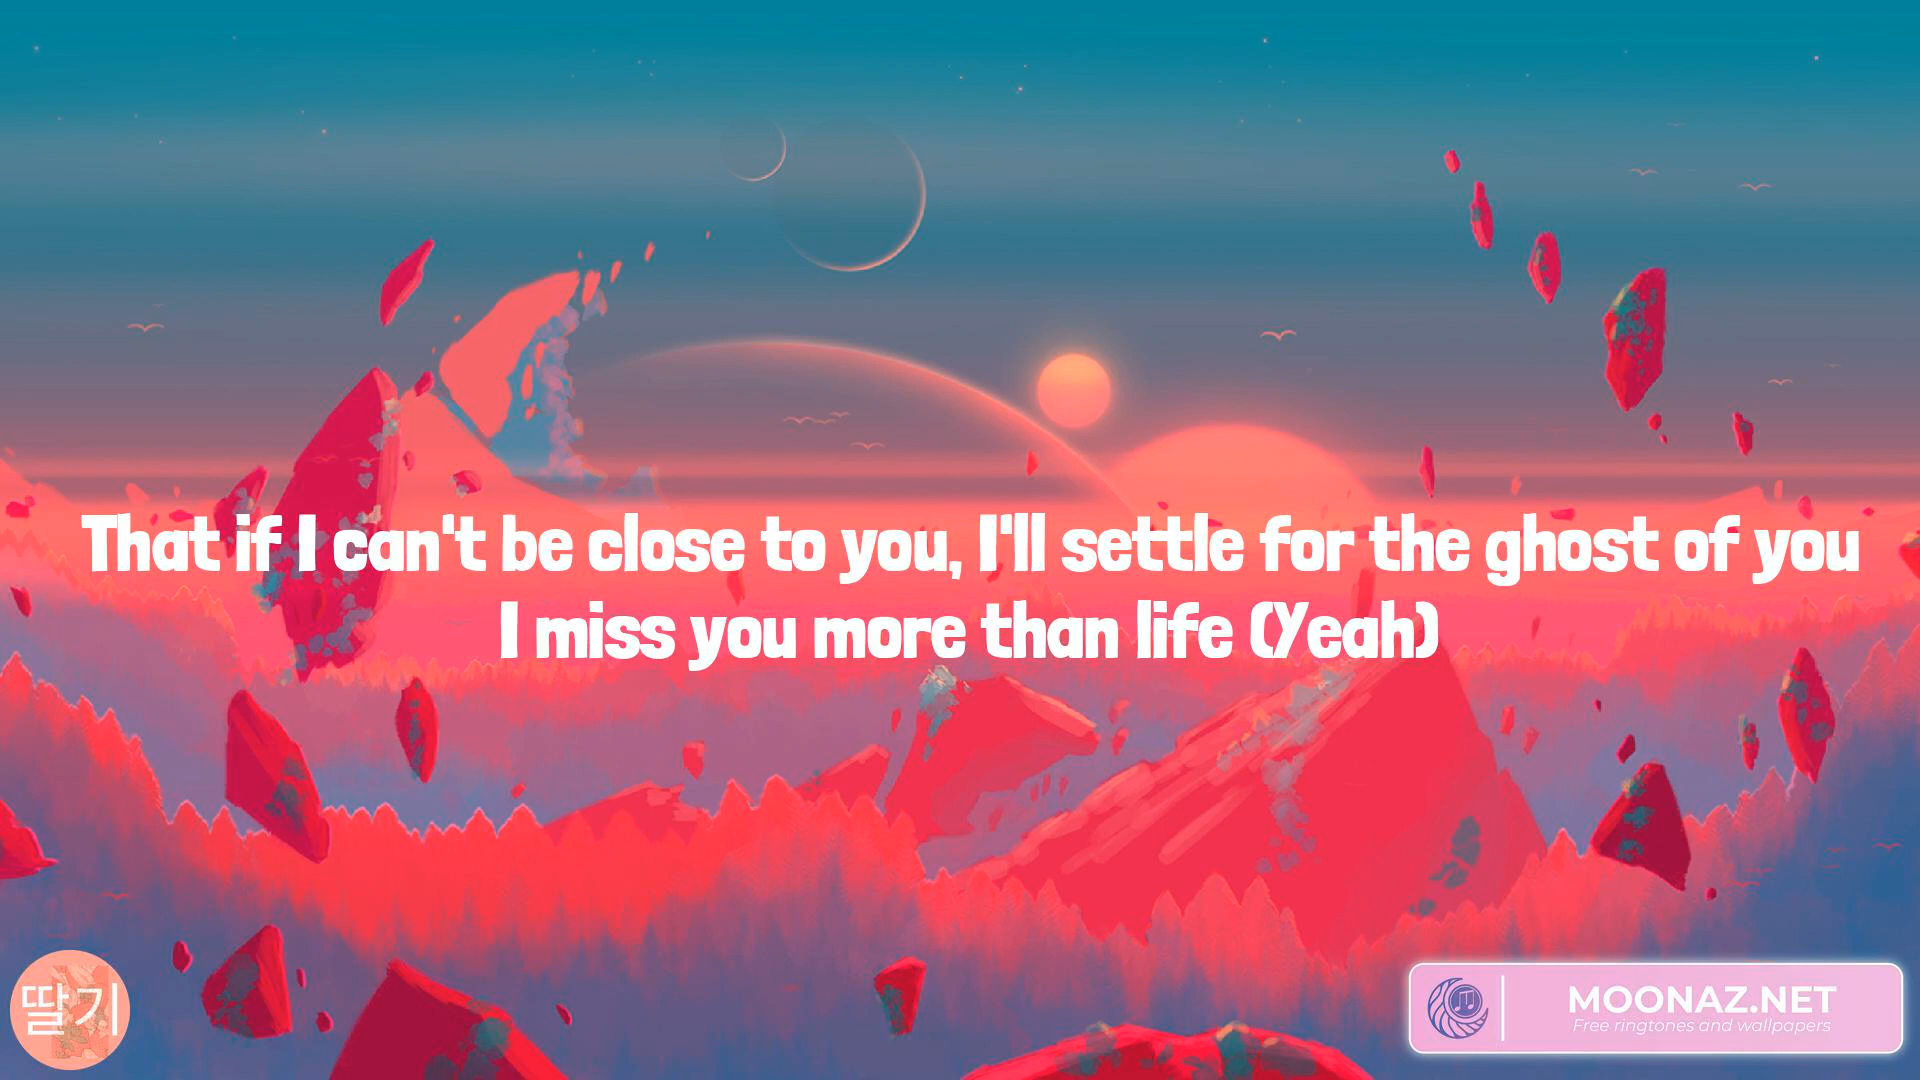 That if I can't be close to you, I'll settle for the ghost of you
I miss you more than life (Yeah)
딸기
MOONAZ.NET
Free ringtones and wallpapers